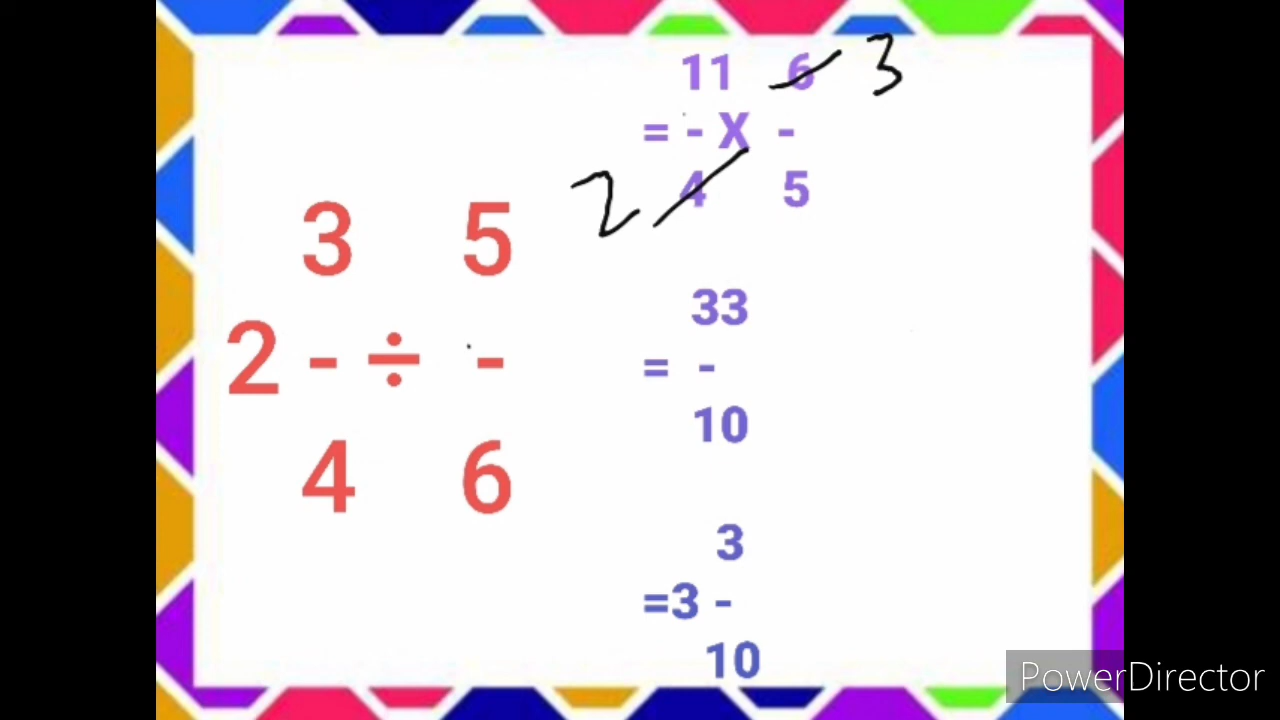 3 5
2 - ÷ -
4 6
11 6 3
= - X -
2 4 5
33
= -
10
3
=3 -
10
PowerDirector